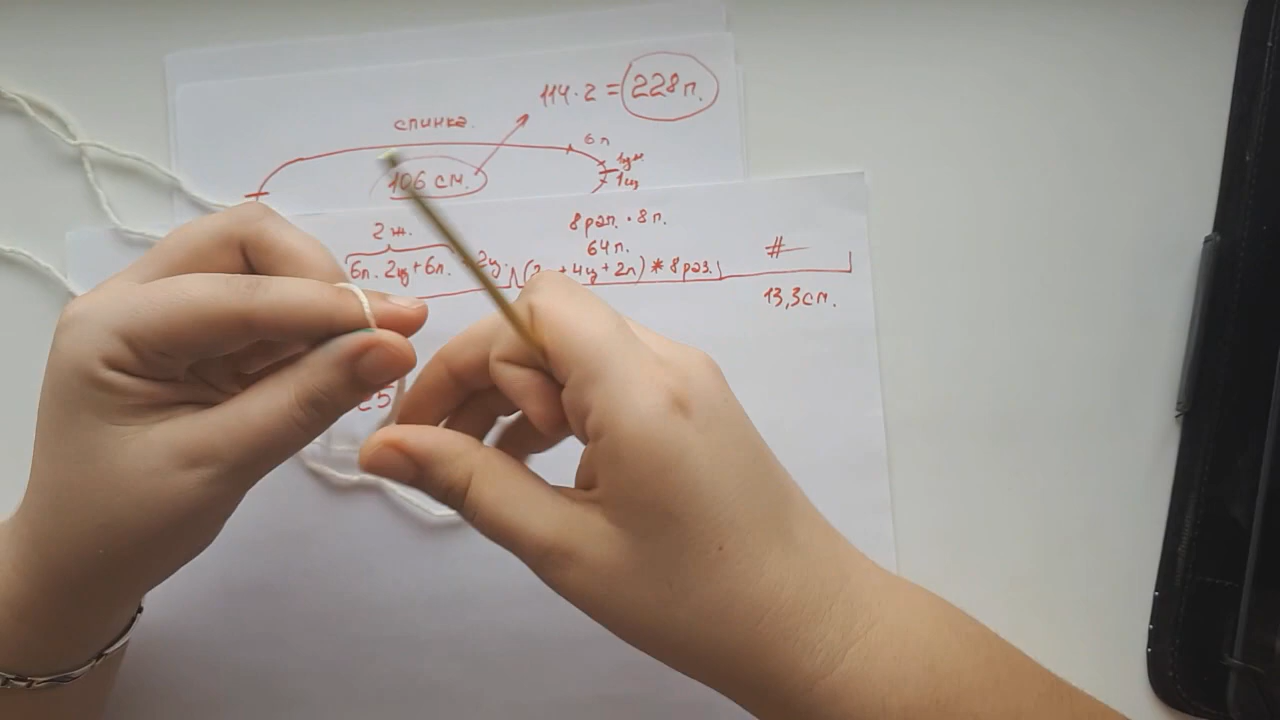 114 · 2 = 228 п.
спинка.
6 п
106 см.
1ц
2 ж.
8 рап. · 8 п.
64 п.
#
6п. 2ц + 6п. 2ц. + 4ц + 2п) * 8 раз.
13,3 см.